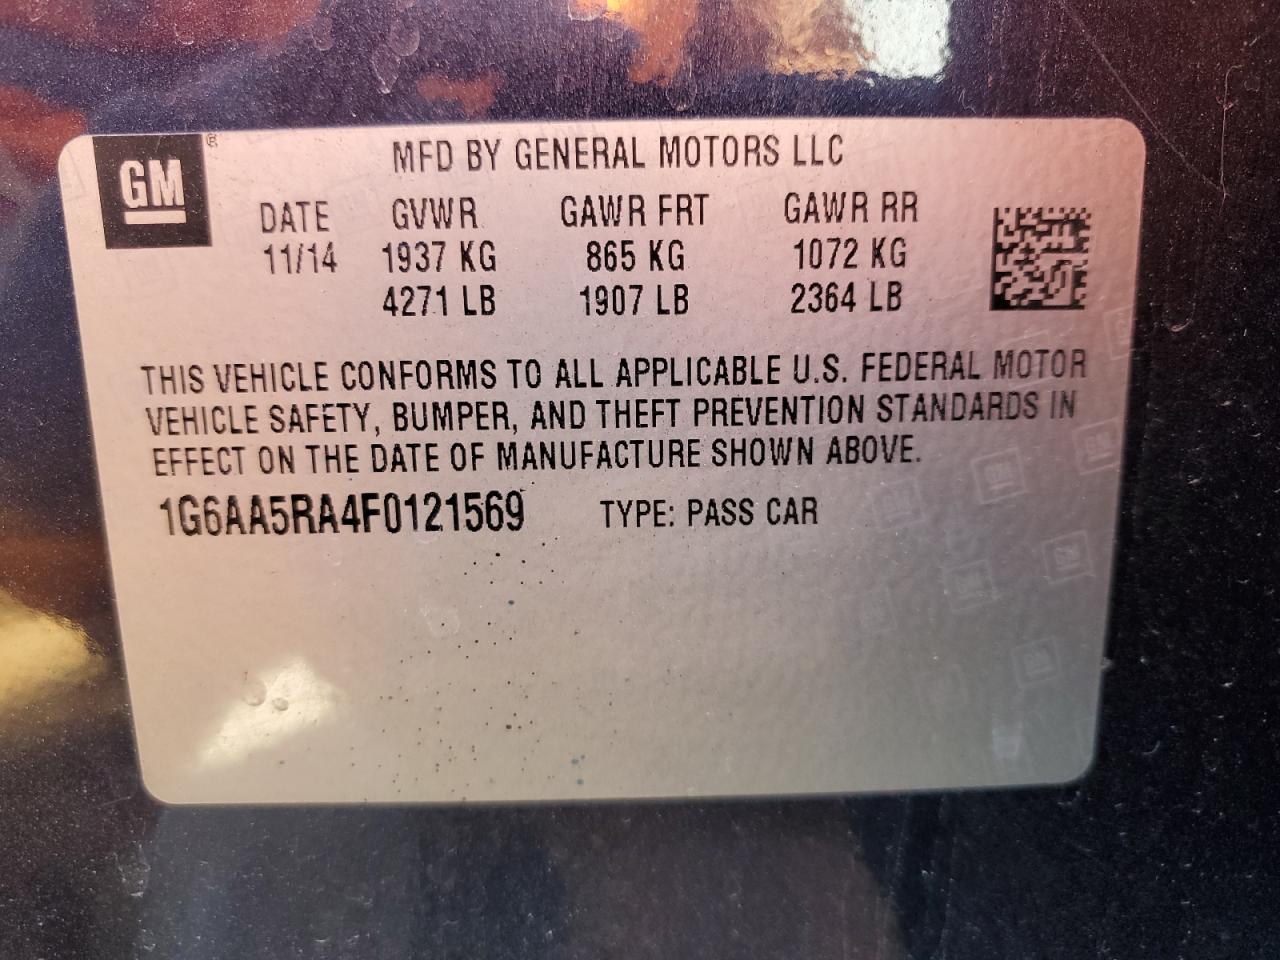 GM®
MFD BY GENERAL MOTORS LLC
DATE GVWR GAWR FRT GAWR RR
11/14 1937 KG 865 KG 1072 KG
4271 LB 1907 LB 2364 LB
THIS VEHICLE CONFORMS TO ALL APPLICABLE U.S. FEDERAL MOTOR
VEHICLE SAFETY, BUMPER, AND THEFT PREVENTION STANDARDS IN
EFFECT ON THE DATE OF MANUFACTURE SHOWN ABOVE.
1G6AA5RA4F0121569 TYPE: PASS CAR